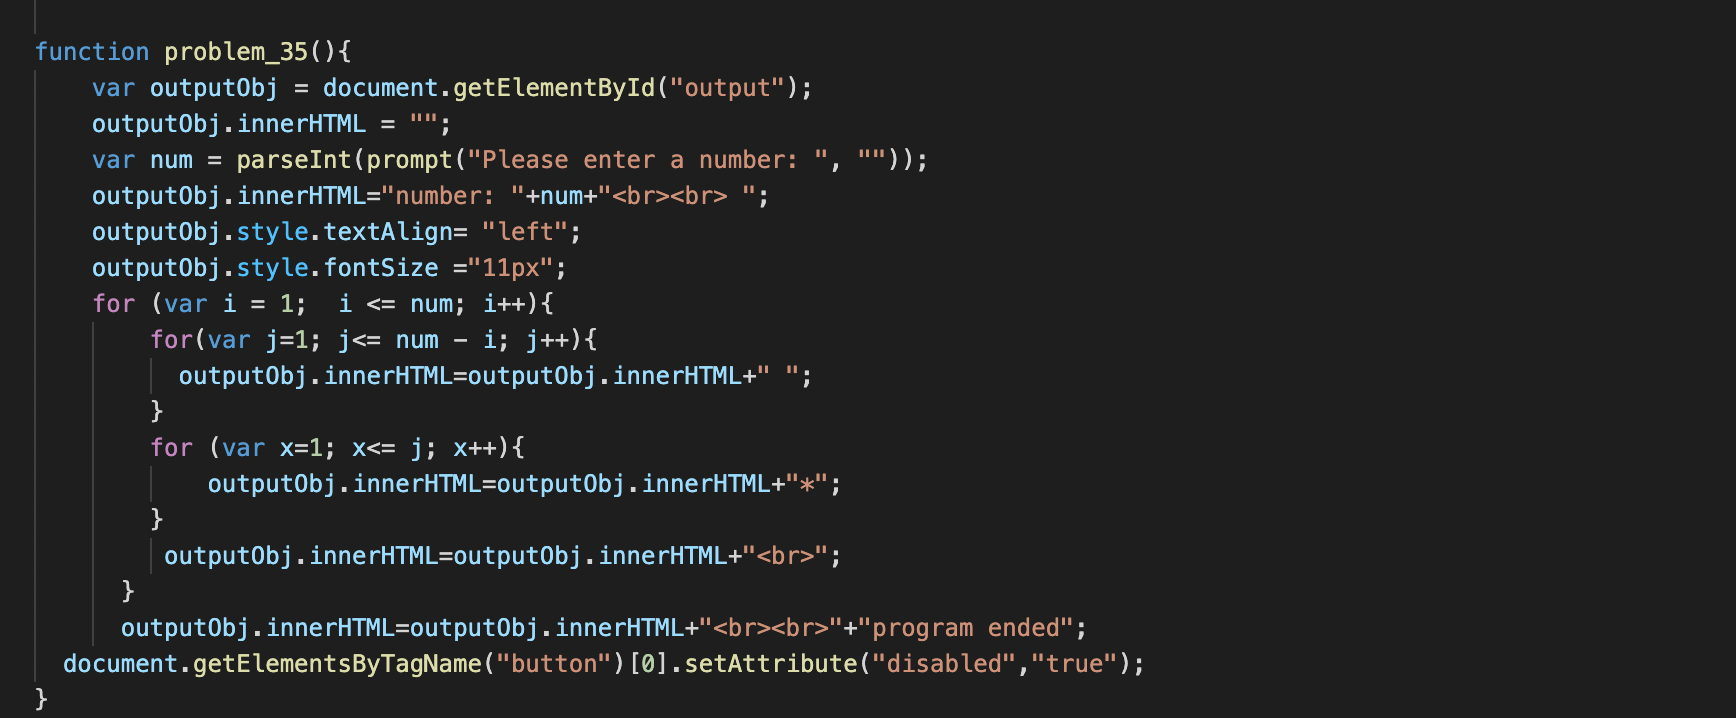 function problem_35(){
    var outputObj = document.getElementById("output");
    outputObj.innerHTML = "";
    var num = parseInt(prompt("Please enter a number: ", ""));
    outputObj.innerHTML="number: "+num+"<br><br> ";
    outputObj.style.textAlign= "left";
    outputObj.style.fontSize ="11px";
    for (var i = 1;  i <= num; i++){
        for(var j=1; j<= num - i; j++){
          outputObj.innerHTML=outputObj.innerHTML+" ";
        }
        for (var x=1; x<= j; x++){
            outputObj.innerHTML=outputObj.innerHTML+"*";
        }
         outputObj.innerHTML=outputObj.innerHTML+"<br>";
      }
      outputObj.innerHTML=outputObj.innerHTML+"<br><br>"+"program ended";
  document.getElementsByTagName("button")[0].setAttribute("disabled","true");
}